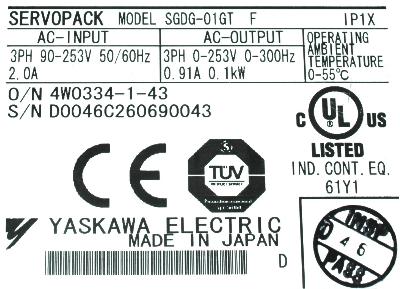 SERVOPACK MODEL SGDG-01GT F IP1X
AC-INPUT AC-OUTPUT OPERATING
3PH 90-253V 50/60Hz 3PH 0-253V 0-300Hz AMBIENT
2.0A 0.91A 0.1kW TEMPERATURE
0-55℃
O/N 4W0334-1-43
S/N D0046C260690043
C UL US
LISTED
IND. CONT. EQ.
61Y1
CE
TÜV
YASKAWA ELECTRIC
MADE IN JAPAN
D
INSP
D 46
PASS